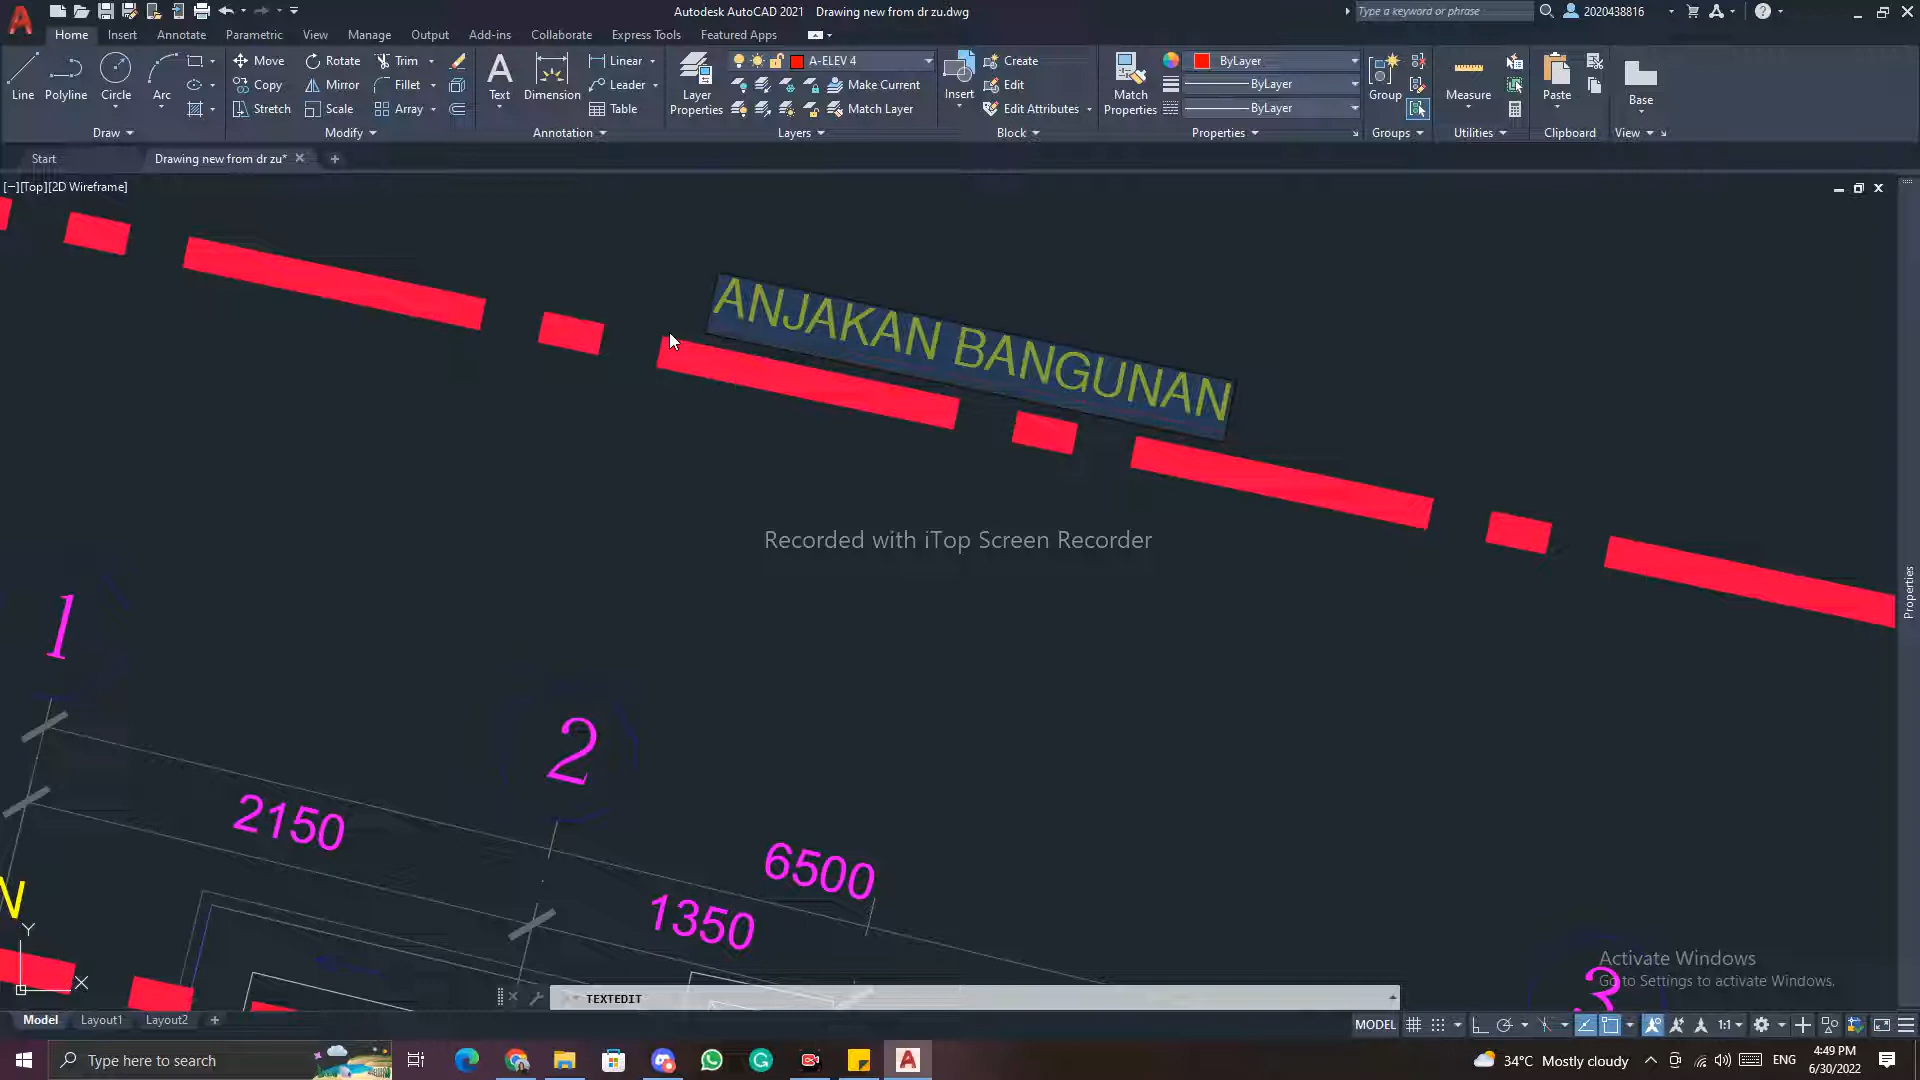 Autodesk AutoCAD 2021 Drawing new from dr zu.dwg
Type a keyword or phrase
2020438816
Home Insert Annotate Parametric View Manage Output Add-ins Collaborate Express Tools Featured Apps
Line Polyline Circle Arc
Move Rotate Trim
Copy Mirror Fillet
Stretch Scale Array
Text Dimension
Linear
Leader
Table
Layer Properties
A-ELEV 4
Make Current
Match Layer
Insert
Create
Edit
Edit Attributes
Match Properties
ByLayer
ByLayer
ByLayer
Group
Measure
Paste
Base
Draw Modify Annotation Layers Block Properties Groups Utilities Clipboard View
Start Drawing new from dr zu*
[−][Top][2D Wireframe]
ANJAKAN BANGUNAN
Recorded with iTop Screen Recorder
Properties
1
2
2150
6500
1350
N
Y
X
3
Activate Windows
Go to Settings to activate Windows.
TEXTEDIT
Model Layout1 Layout2
MODEL
1:1
Type here to search
34°C Mostly cloudy
ENG
4:49 PM
6/30/2022